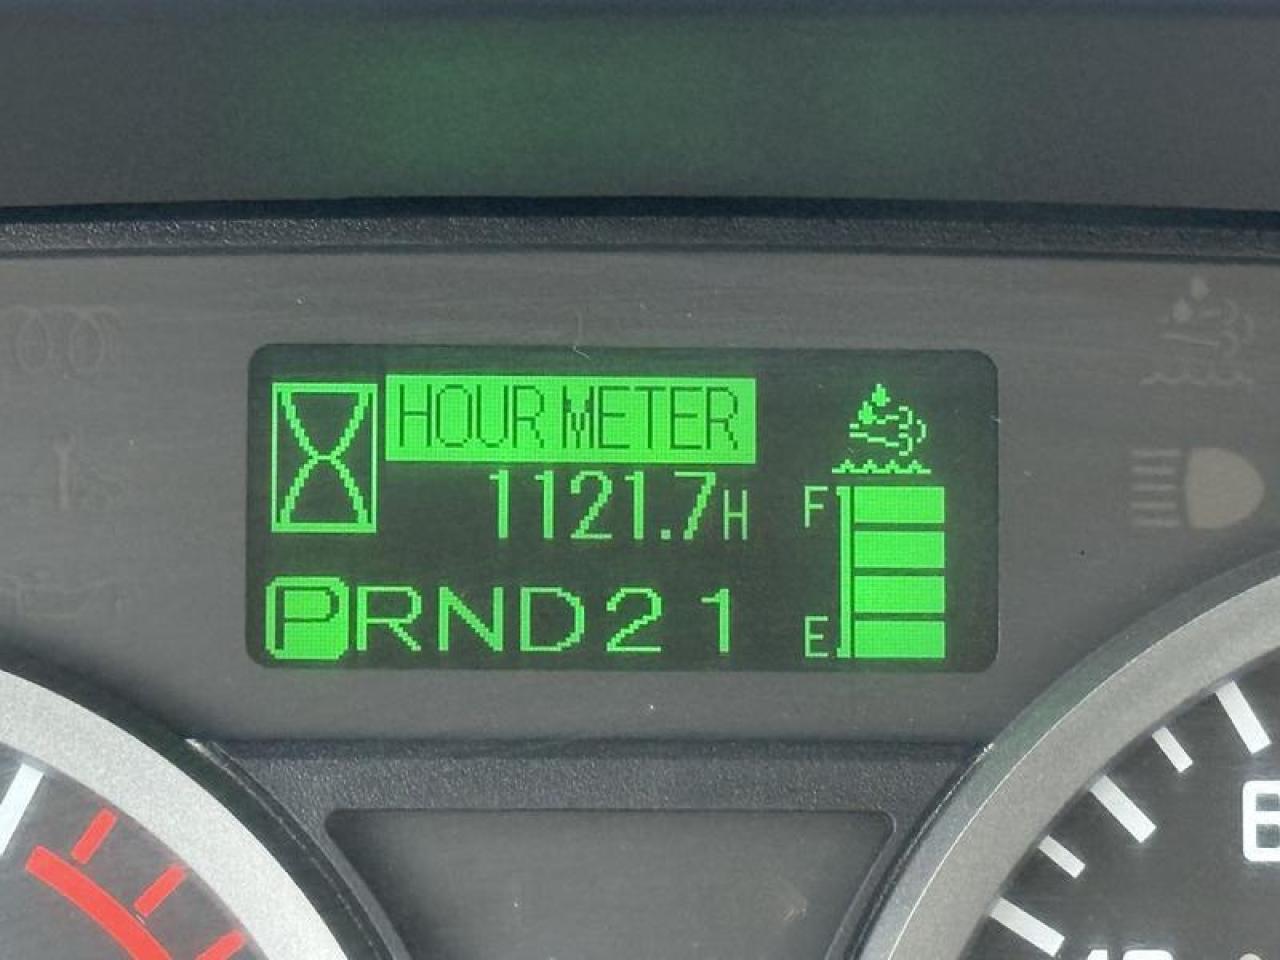 HOUR METER
1121.7H
F
PRND21
E